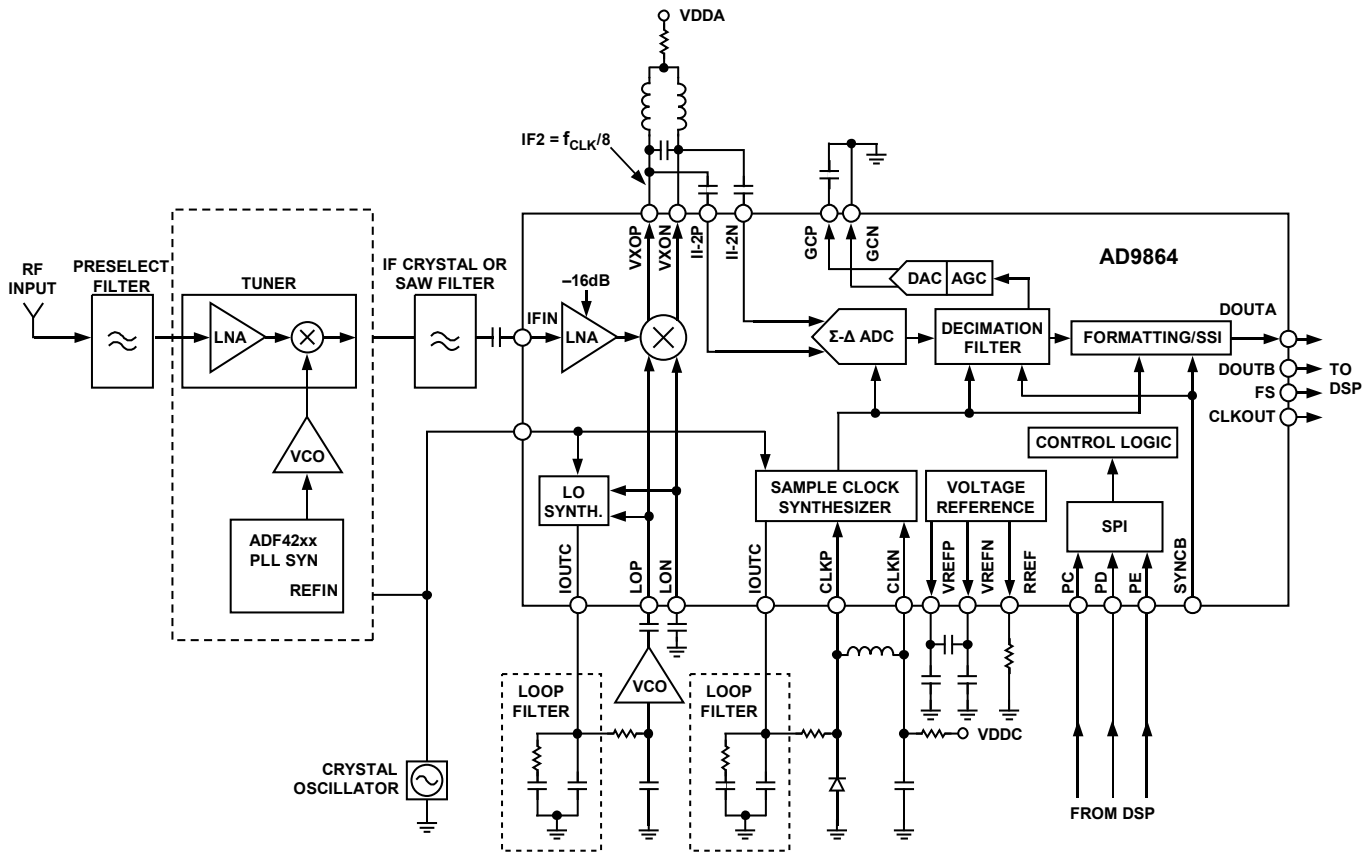 VDDA
IF2 = fCLK/8
VXOP
VXON
II-2P
II-2N
GCP
GCN
AD9864
RF
INPUT
PRESELECT
FILTER
TUNER
LNA
IF CRYSTAL OR
SAW FILTER
–16dB
IFIN
LNA
DAC
AGC
Σ-Δ ADC
DECIMATION
FILTER
FORMATTING/SSI
DOUTA
DOUTB
FS
CLKOUT
TO
DSP
VCO
CONTROL LOGIC
LO
SYNTH.
SAMPLE CLOCK
SYNTHESIZER
VOLTAGE
REFERENCE
SPI
ADF42xx
PLL SYN
REFIN
IOUTC
LOP
LON
IOUTC
CLKP
CLKN
VREFP
VREFN
RREF
PC
PD
PE
SYNCB
LOOP
FILTER
VCO
LOOP
FILTER
VDDC
CRYSTAL
OSCILLATOR
FROM DSP